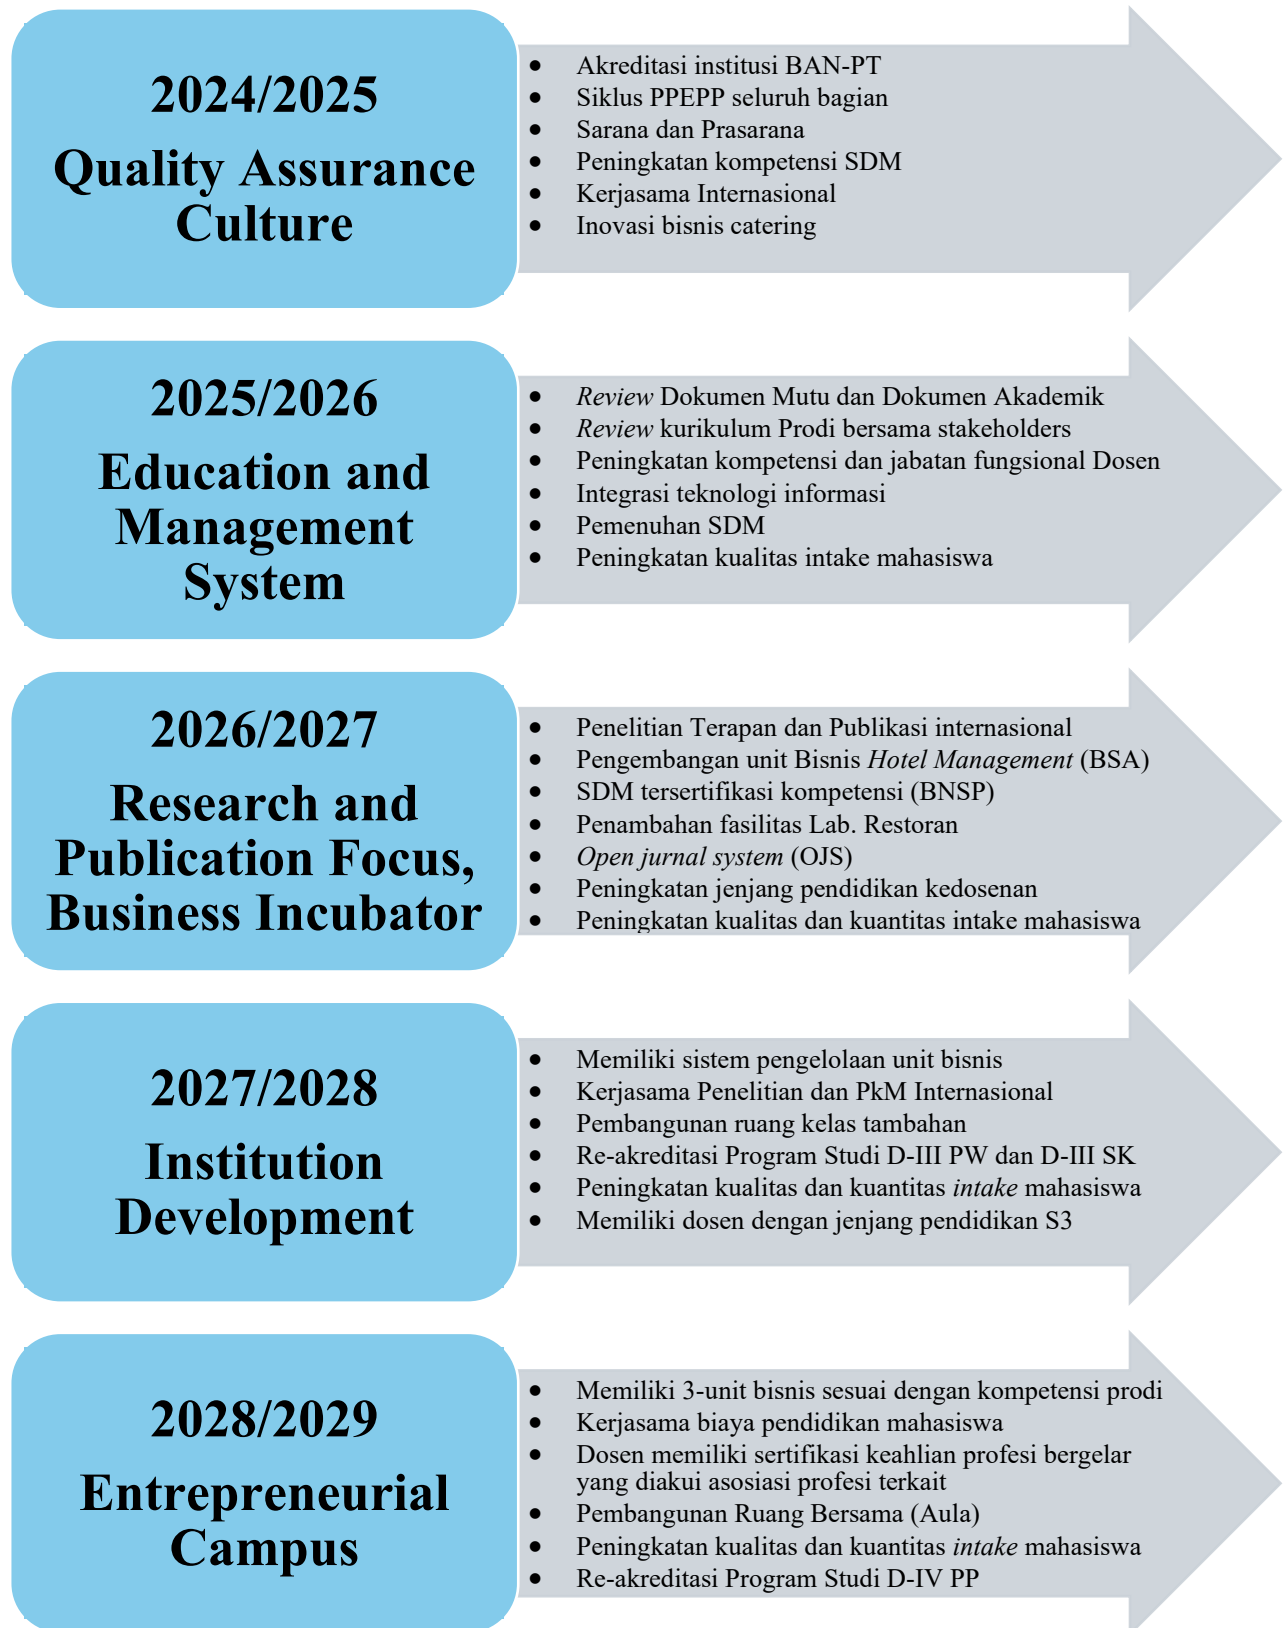 2024/2025
Quality Assurance
Culture
• Akreditasi institusi BAN-PT
• Siklus PPEPP seluruh bagian
• Sarana dan Prasarana
• Peningkatan kompetensi SDM
• Kerjasama Internasional
• Inovasi bisnis catering
2025/2026
Education and
Management
System
• Review Dokumen Mutu dan Dokumen Akademik
• Review kurikulum Prodi bersama stakeholders
• Peningkatan kompetensi dan jabatan fungsional Dosen
• Integrasi teknologi informasi
• Pemenuhan SDM
• Peningkatan kualitas intake mahasiswa
2026/2027
Research and
Publication Focus,
Business Incubator
• Penelitian Terapan dan Publikasi internasional
• Pengembangan unit Bisnis Hotel Management (BSA)
• SDM tersertifikasi kompetensi (BNSP)
• Penambahan fasilitas Lab. Restoran
• Open jurnal system (OJS)
• Peningkatan jenjang pendidikan kedosenan
• Peningkatan kualitas dan kuantitas intake mahasiswa
2027/2028
Institution
Development
• Memiliki sistem pengelolaan unit bisnis
• Kerjasama Penelitian dan PkM Internasional
• Pembangunan ruang kelas tambahan
• Re-akreditasi Program Studi D-III PW dan D-III SK
• Peningkatan kualitas dan kuantitas intake mahasiswa
• Memiliki dosen dengan jenjang pendidikan S3
2028/2029
Entrepreneurial
Campus
• Memiliki 3-unit bisnis sesuai dengan kompetensi prodi
• Kerjasama biaya pendidikan mahasiswa
• Dosen memiliki sertifikasi keahlian profesi bergelar
yang diakui asosiasi profesi terkait
• Pembangunan Ruang Bersama (Aula)
• Peningkatan kualitas dan kuantitas intake mahasiswa
• Re-akreditasi Program Studi D-IV PP